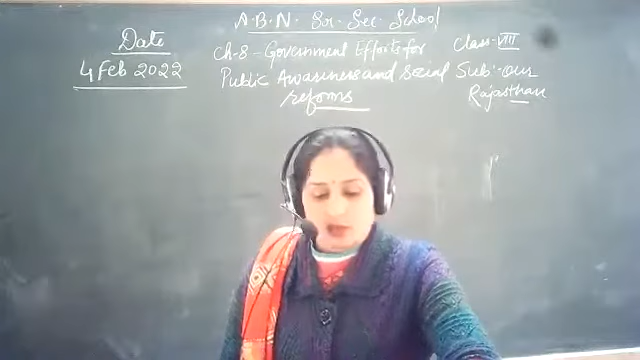 A.B.N. Sr. Sec. School
Date
4 Feb 2022
Ch-8 - Government Efforts for
Public Awariness and Social
reforms
Class - VIII
Sub:- our
Rajasthan